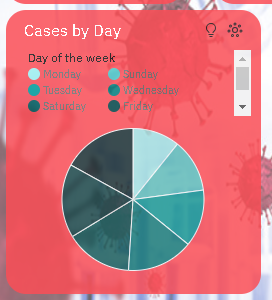 Cases by Day
Day of the week
Monday Sunday
Tuesday Wednesday
Saturday Friday